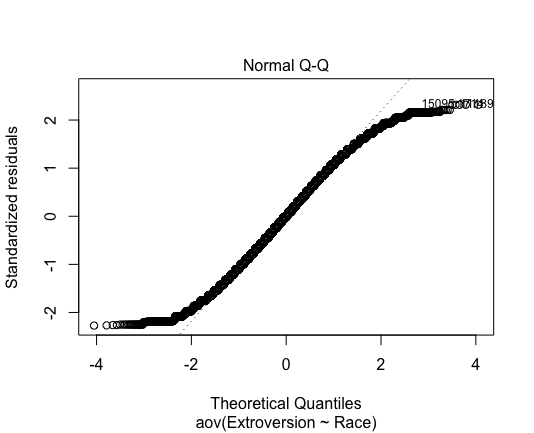 Normal Q-Q
Standardized residuals
2
1
0
-1
-2
-4
-2
0
2
4
Theoretical Quantiles
aov(Extroversion ~ Race)